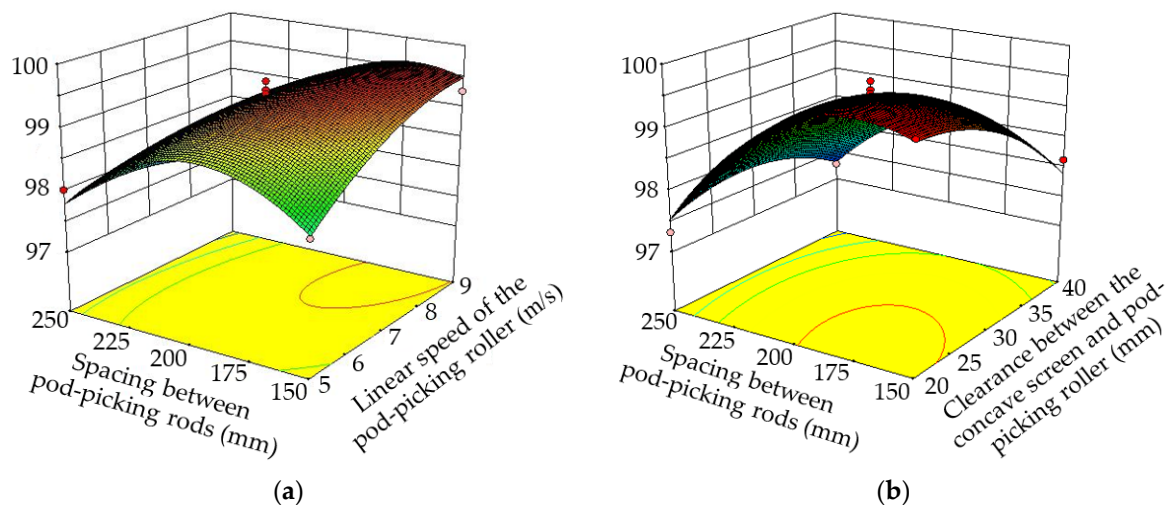 100
99
98
97
250
225
200
175
150
5
6
7
8
9
Spacing between
pod-picking rods (mm)
Linear speed of the
pod-picking roller (m/s)
(a)
100
99
98
97
250
225
200
175
150
20
25
30
35
40
Spacing between
pod-picking rods (mm)
Clearance between the
concave screen and pod-
picking roller (mm)
(b)